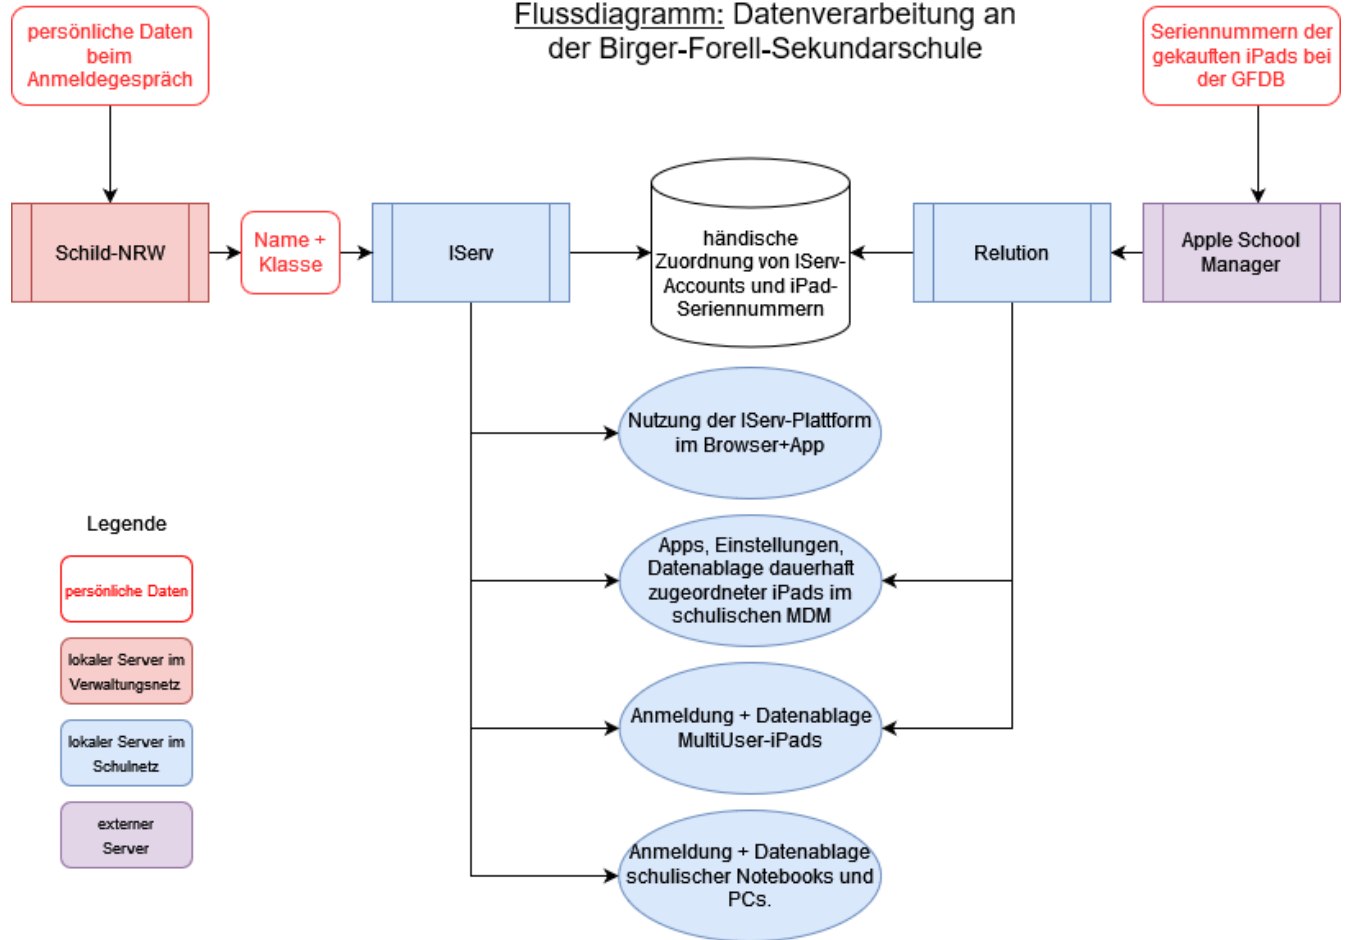 Flussdiagramm: Datenverarbeitung an
der Birger-Forell-Sekundarschule
persönliche Daten
beim
Anmeldegespräch
Seriennummern der
gekauften iPads bei
der GFDB
Schild-NRW
Name +
Klasse
IServ
händische
Zuordnung von IServ-
Accounts und iPad-
Seriennummern
Relution
Apple School
Manager
Nutzung der IServ-Plattform
im Browser+App
Apps, Einstellungen,
Datenablage dauerhaft
zugeordneter iPads im
schulischen MDM
Anmeldung + Datenablage
MultiUser-iPads
Anmeldung + Datenablage
schulischer Notebooks und
PCs.
Legende
persönliche Daten
lokaler Server im
Verwaltungsnetz
lokaler Server im
Schulnetz
externer
Server